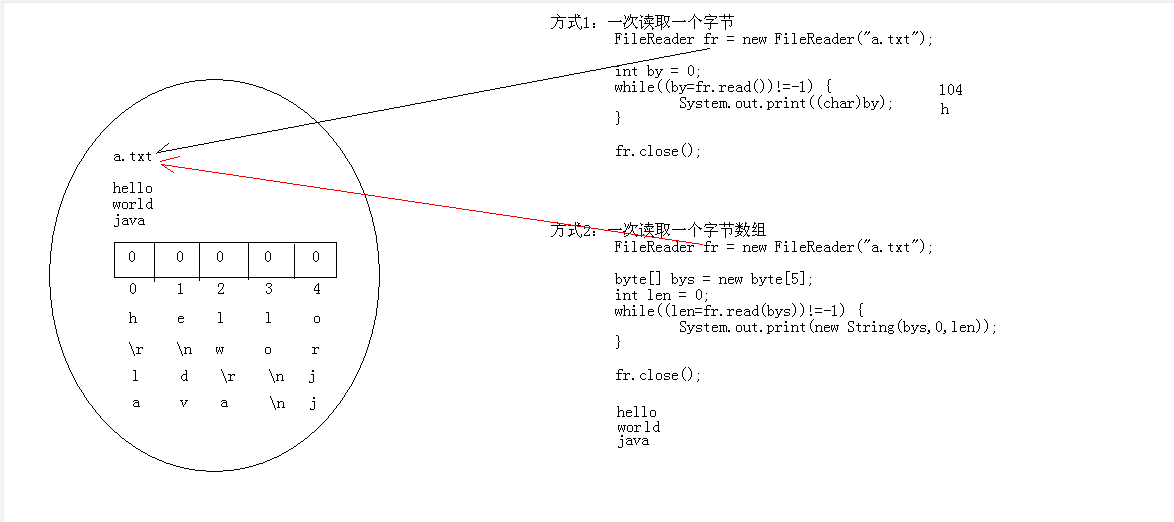 方式1：一次读取一个字节
FileReader fr = new FileReader("a.txt");
int by = 0;
while((by=fr.read())!=-1) {
System.out.print((char)by);
}
fr.close();
104
h
a.txt
hello
world
java
0 0 0 0 0
0 1 2 3 4
h e l l o
\r \n w o r
l d \r \n j
a v a \n j
方式2：一次读取一个字节数组
FileReader fr = new FileReader("a.txt");
byte[] bys = new byte[5];
int len = 0;
while((len=fr.read(bys))!=-1) {
System.out.print(new String(bys,0,len));
}
fr.close();
hello
world
java